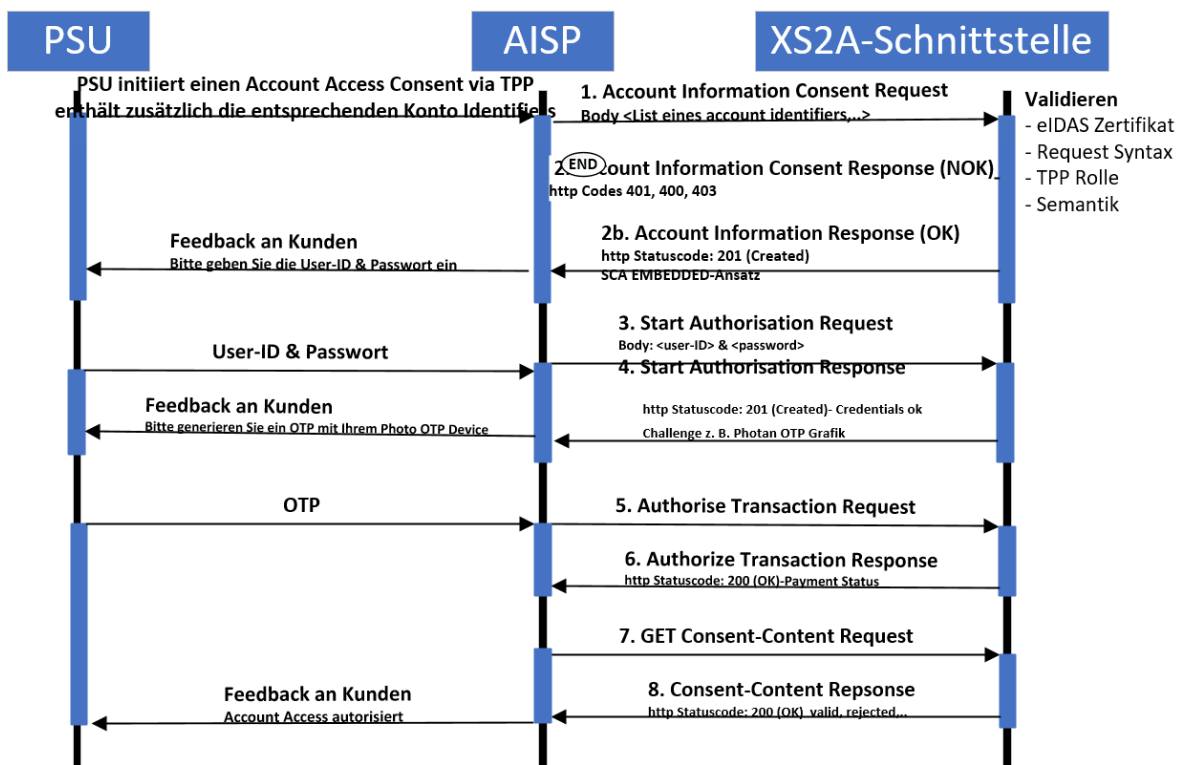 PSU
AISP
XS2A-Schnittstelle
PSU initiiert einen Account Access Consent via TPP
enthält zusätzlich die entsprechenden Konto Identifiers
1. Account Information Consent Request
Body <List eines account identifiers,..>
Validieren
- eIDAS Zertifikat
- Request Syntax
- TPP Rolle
- Semantik
END
2 ount Information Consent Response (NOK)
http Codes 401, 400, 403
2b. Account Information Response (OK)
http Statuscode: 201 (Created)
SCA EMBEDDED-Ansatz
Feedback an Kunden
Bitte geben Sie die User-ID & Passwort ein
3. Start Authorisation Request
Body: <user-ID> & <password>
User-ID & Passwort
4. Start Authorisation Response
http Statuscode: 201 (Created)- Credentials ok
Challenge z. B. Photan OTP Grafik
Feedback an Kunden
Bitte generieren Sie ein OTP mit Ihrem Photo OTP Device
OTP
5. Authorise Transaction Request
6. Authorize Transaction Response
http Statuscode: 200 (OK)-Payment Status
7. GET Consent-Content Request
8. Consent-Content Repsonse
http Statuscode: 200 (OK) valid, rejected,..
Feedback an Kunden
Account Access autorisiert